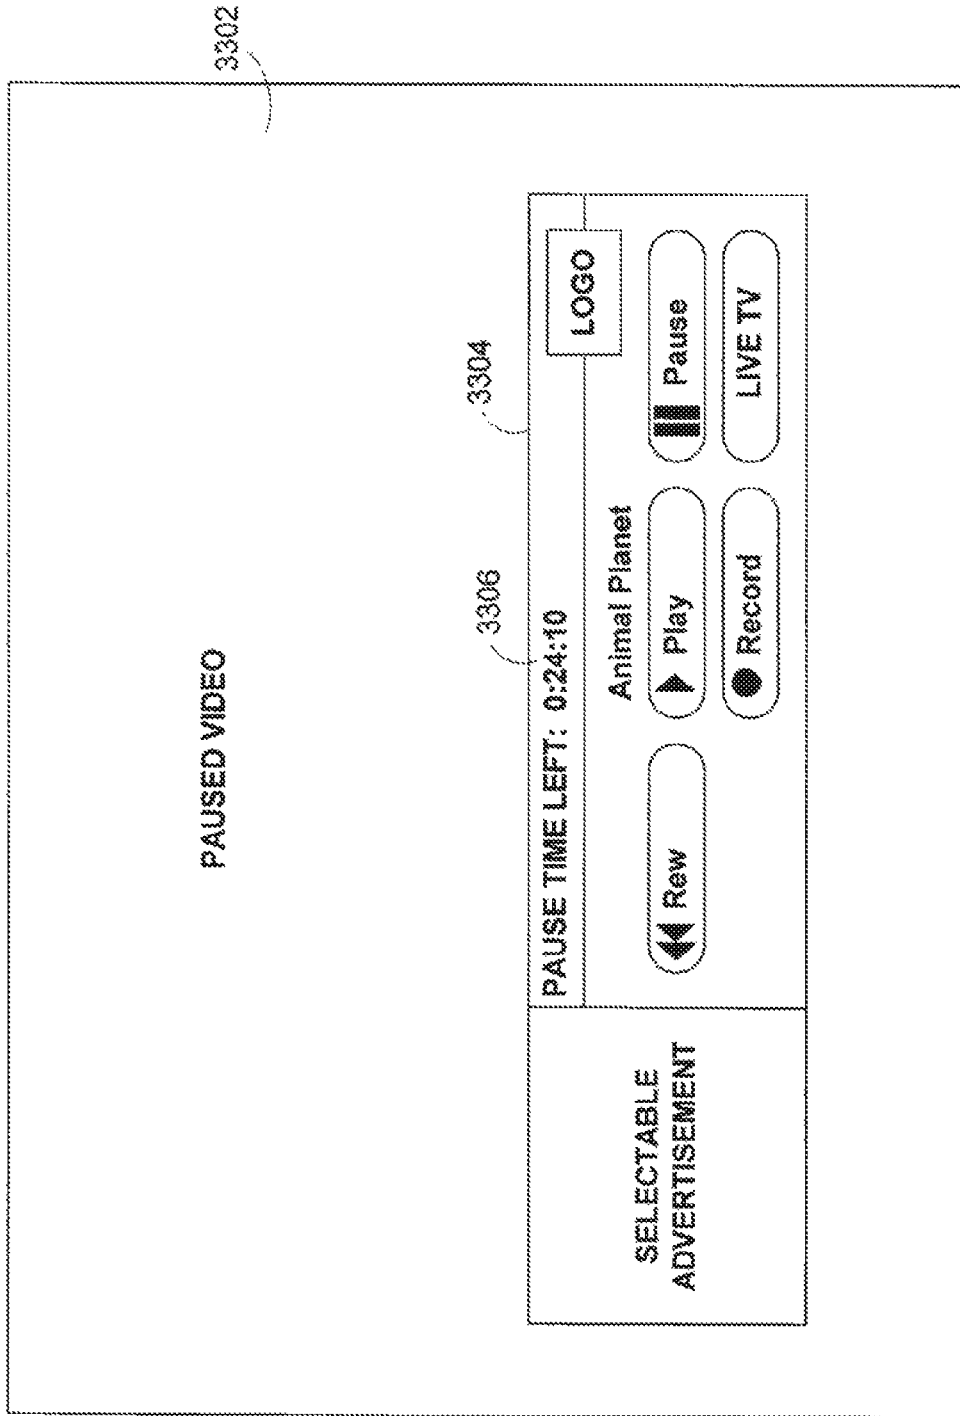 3302
PAUSED VIDEO
3304
3306
PAUSE TIME LEFT: 0:24:10
LOGO
SELECTABLE
ADVERTISEMENT
Animal Planet
Rew
Play
Pause
Record
LIVE TV